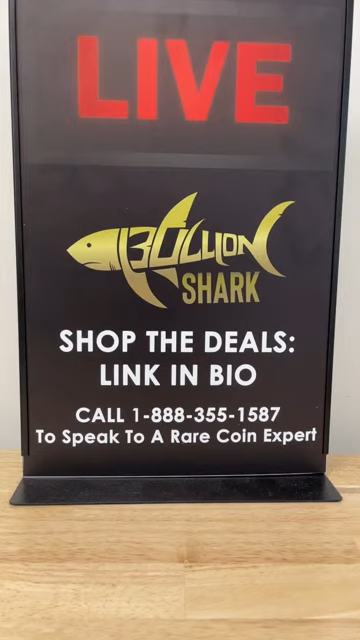 LIVE
BULLION
SHARK
SHOP THE DEALS:
LINK IN BIO
CALL 1-888-355-1587
To Speak To A Rare Coin Expert